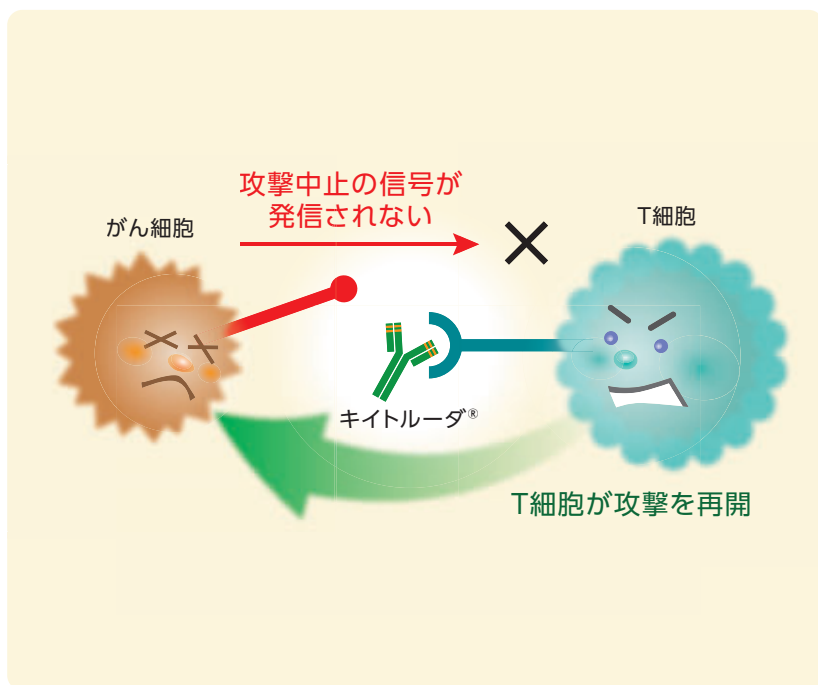 攻撃中止の信号が
発信されない
がん細胞
T細胞
キイトルーダ®
T細胞が攻撃を再開